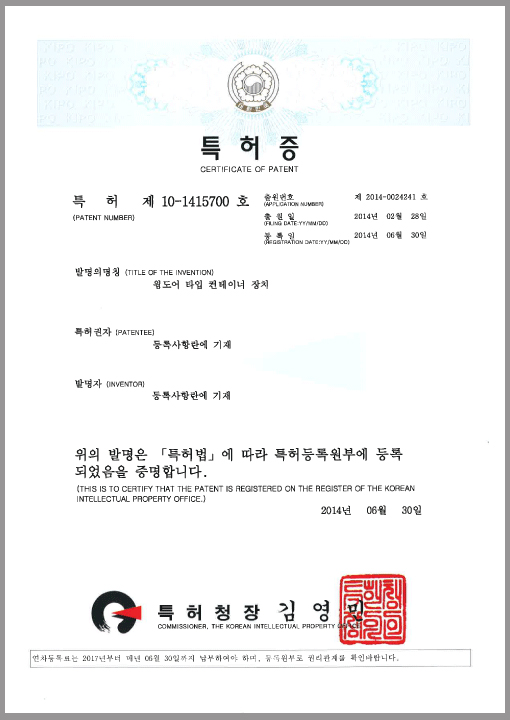 특 허 증
CERTIFICATE OF PATENT
특 허 제 10-1415700 호
(PATENT NUMBER)
출원번호 제 2014-0024241 호
(APPLICATION NUMBER)
출원일 2014년 02월 28일
(FILING DATE:YY/MM/DD)
등록일 2014년 06월 30일
(REGISTRATION DATE:YY/MM/DD)
발명의명칭 (TITLE OF THE INVENTION)
윙도어 타입 컨테이너 장치
특허권자 (PATENTEE)
등록사항란에 기재
발명자 (INVENTOR)
등록사항란에 기재
위의 발명은 「특허법」에 따라 특허등록원부에 등록
되었음을 증명합니다.
(THIS IS TO CERTIFY THAT THE PATENT IS REGISTERED ON THE REGISTER OF THE KOREAN
INTELLECTUAL PROPERTY OFFICE.)
2014년 06월 30일
특허청장 김영민
COMMISSIONER, THE KOREAN INTELLECTUAL PROPERTY OFFICE
연차등록료는 2017년부터 매년 06월 30일까지 납부하여야 하며, 등록원부로 권리관계를 확인바랍니다.